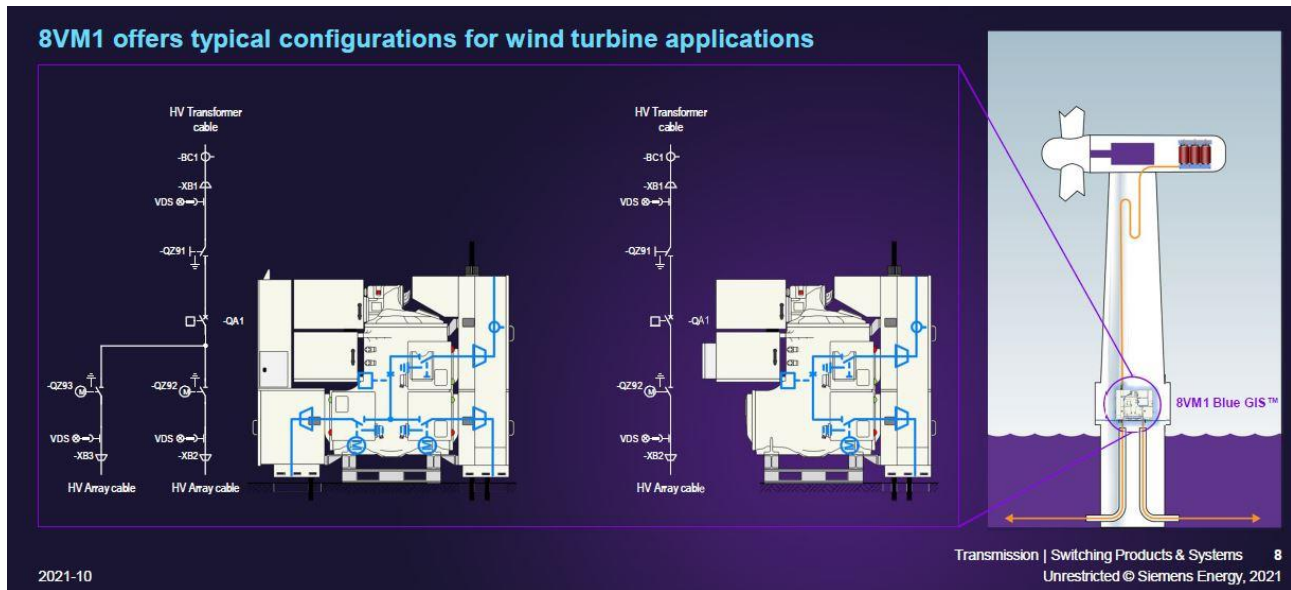 8VM1 offers typical configurations for wind turbine applications
HV Transformer
cable
-BC1
-XB1
VDS
-QZ91
-QA1
-QZ93
M
-QZ92
M
VDS
VDS
-XB3
-XB2
HV Array cable
HV Array cable
M
M
HV Transformer
cable
-BC1
-XB1
VDS
-QZ91
-QA1
-QZ92
M
VDS
-XB2
HV Array cable
M
8VM1 Blue GIS™
Transmission | Switching Products & Systems 8
2021-10
Unrestricted © Siemens Energy, 2021